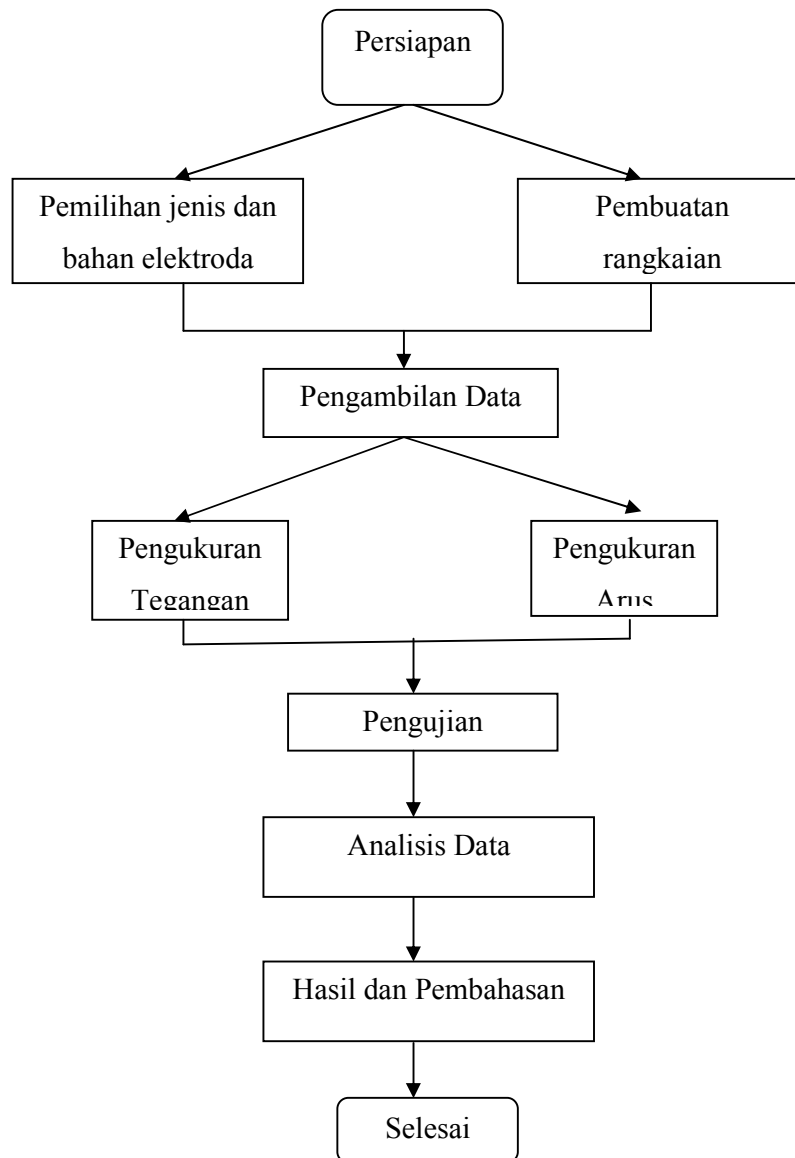 Persiapan
Pemilihan jenis dan
bahan elektroda
Pembuatan
rangkaian
Pengambilan Data
Pengukuran
Tegangan
Pengukuran
Arus
Pengujian
Analisis Data
Hasil dan Pembahasan
Selesai